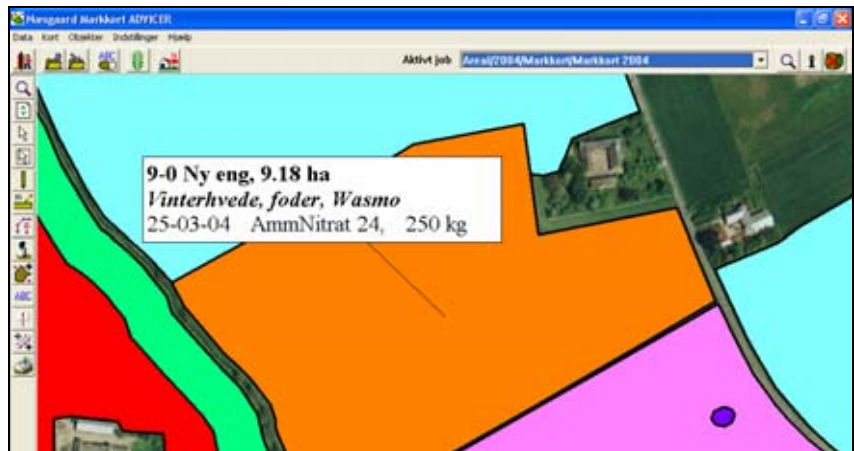 Næsgaard Markkort ADVICER
Data Kort Objekter Indstillinger Hjælp
Aktivt job Areal/2004/Markkort/Markkort 2004
9-0 Ny eng, 9.18 ha
Vinterhvede, foder, Wasmo
25-03-04 AmmNitrat 24, 250 kg
ABC